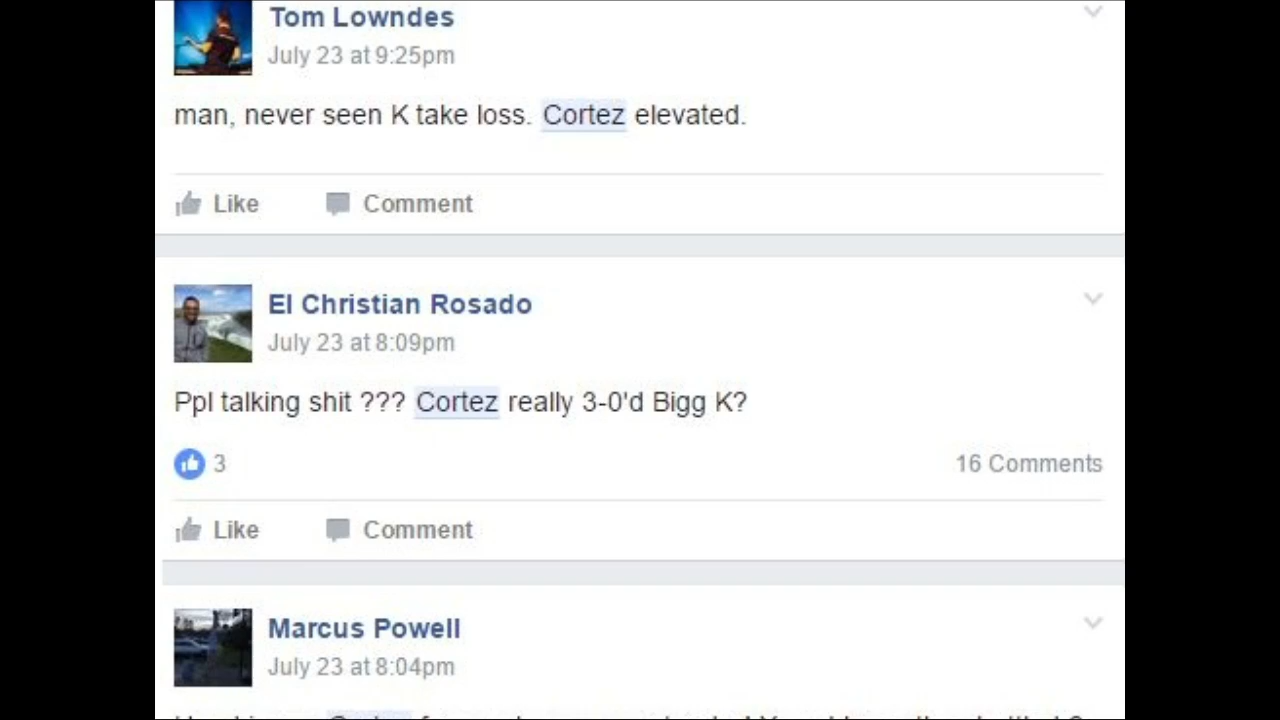 Tom Lowndes
July 23 at 9:25pm
man, never seen K take loss. Cortez elevated.
Like Comment
El Christian Rosado
July 23 at 8:09pm
Ppl talking shit ??? Cortez really 3-0'd Bigg K?
3 16 Comments
Like Comment
Marcus Powell
July 23 at 8:04pm